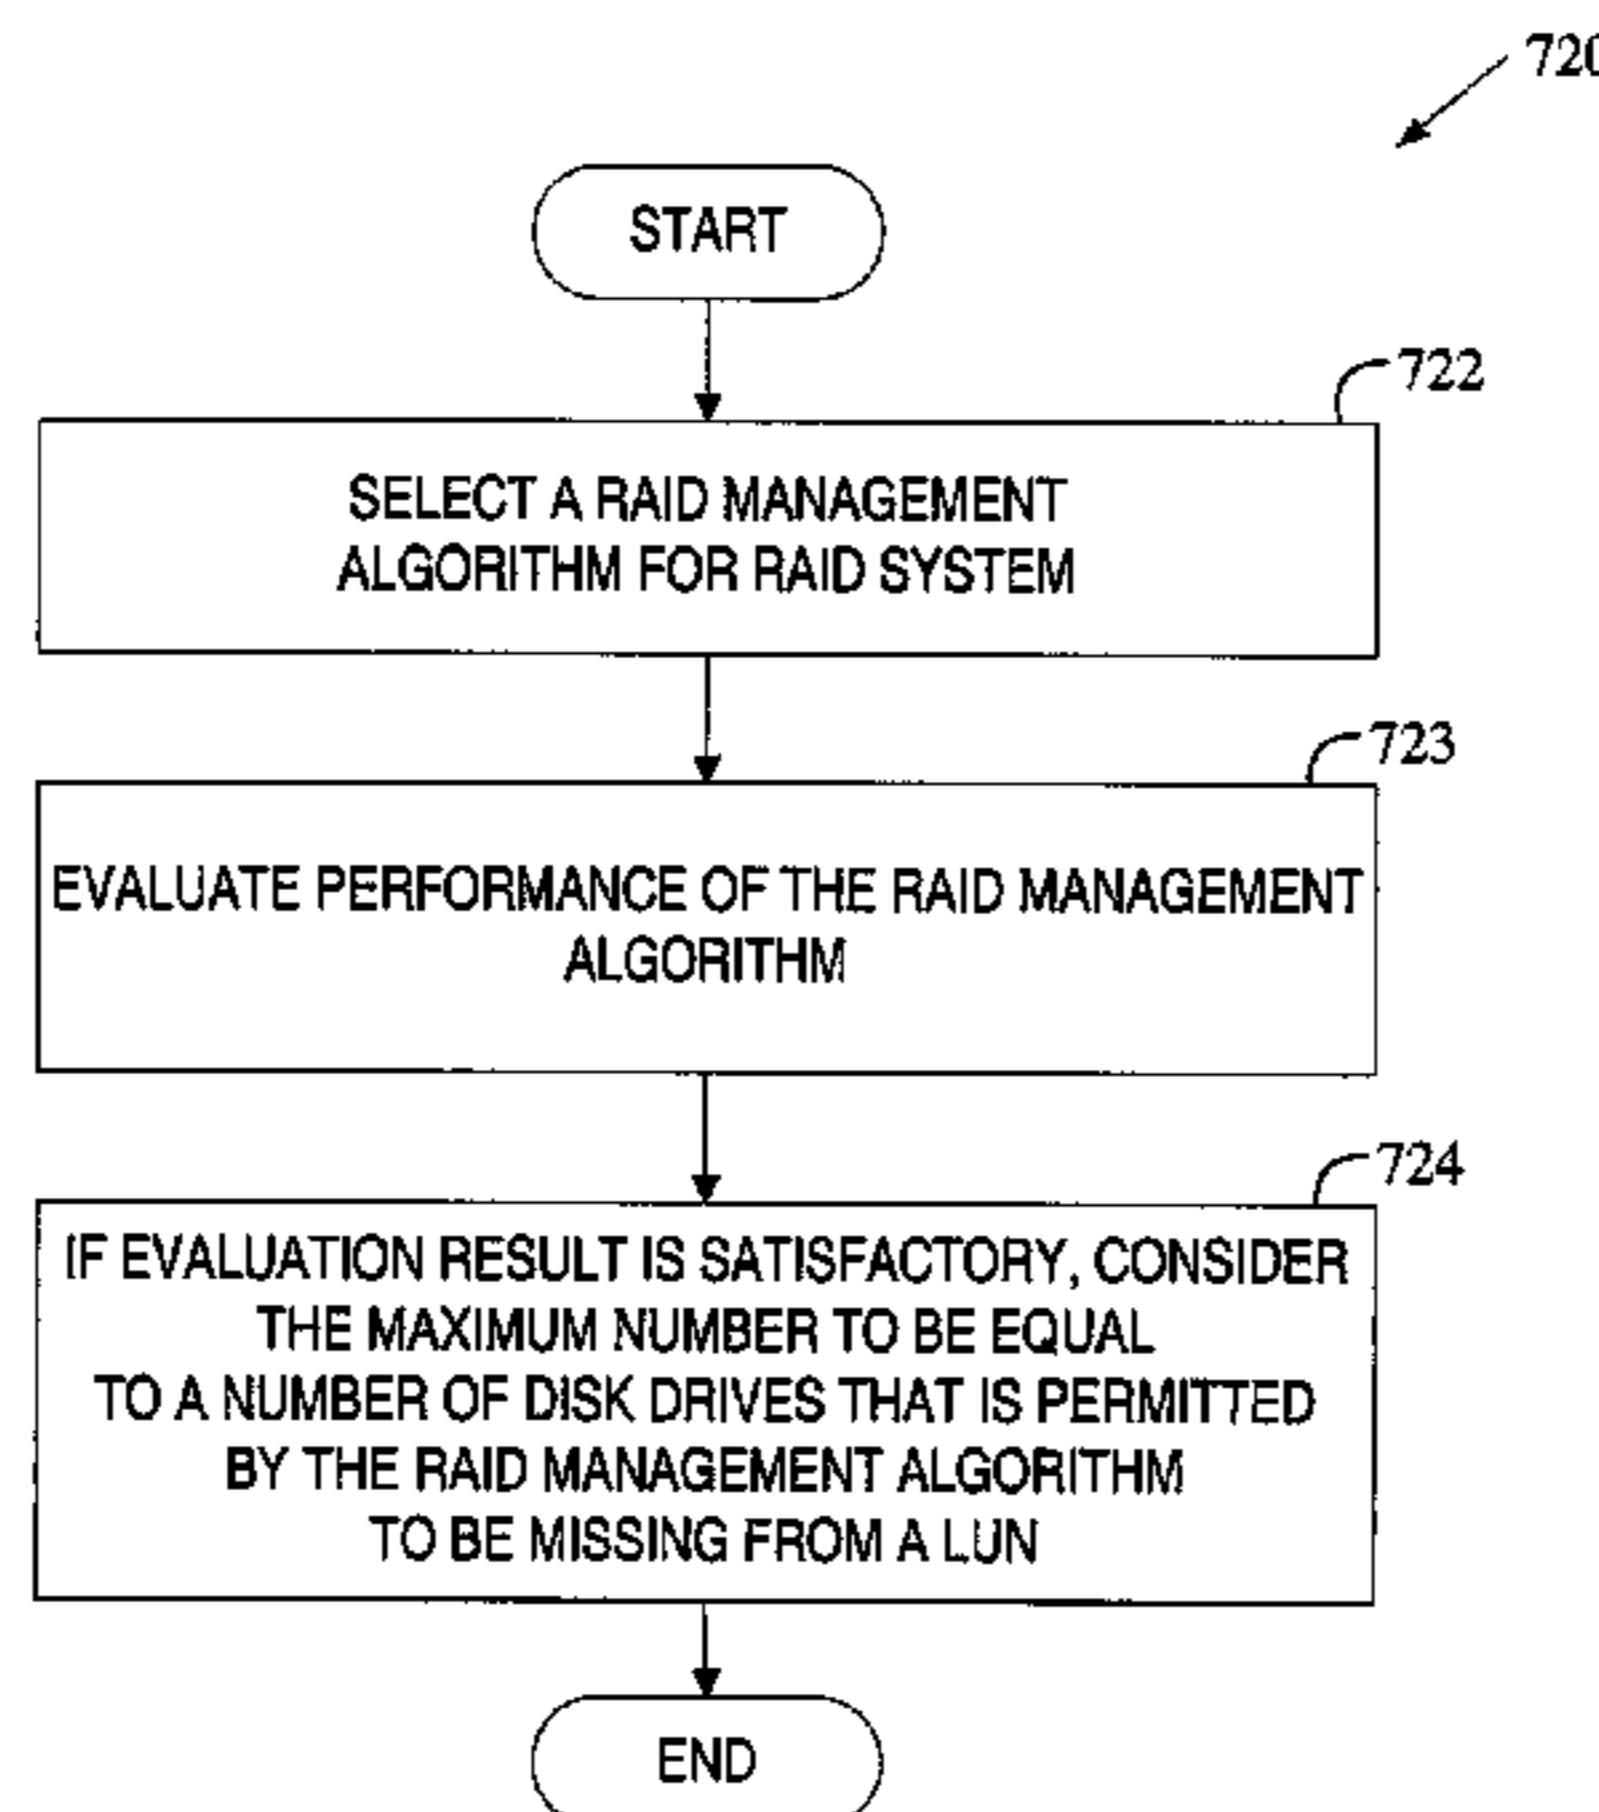 720
START
722
SELECT A RAID MANAGEMENT
ALGORITHM FOR RAID SYSTEM
723
EVALUATE PERFORMANCE OF THE RAID MANAGEMENT
ALGORITHM
724
IF EVALUATION RESULT IS SATISFACTORY, CONSIDER
THE MAXIMUM NUMBER TO BE EQUAL
TO A NUMBER OF DISK DRIVES THAT IS PERMITTED
BY THE RAID MANAGEMENT ALGORITHM
TO BE MISSING FROM A LUN
END